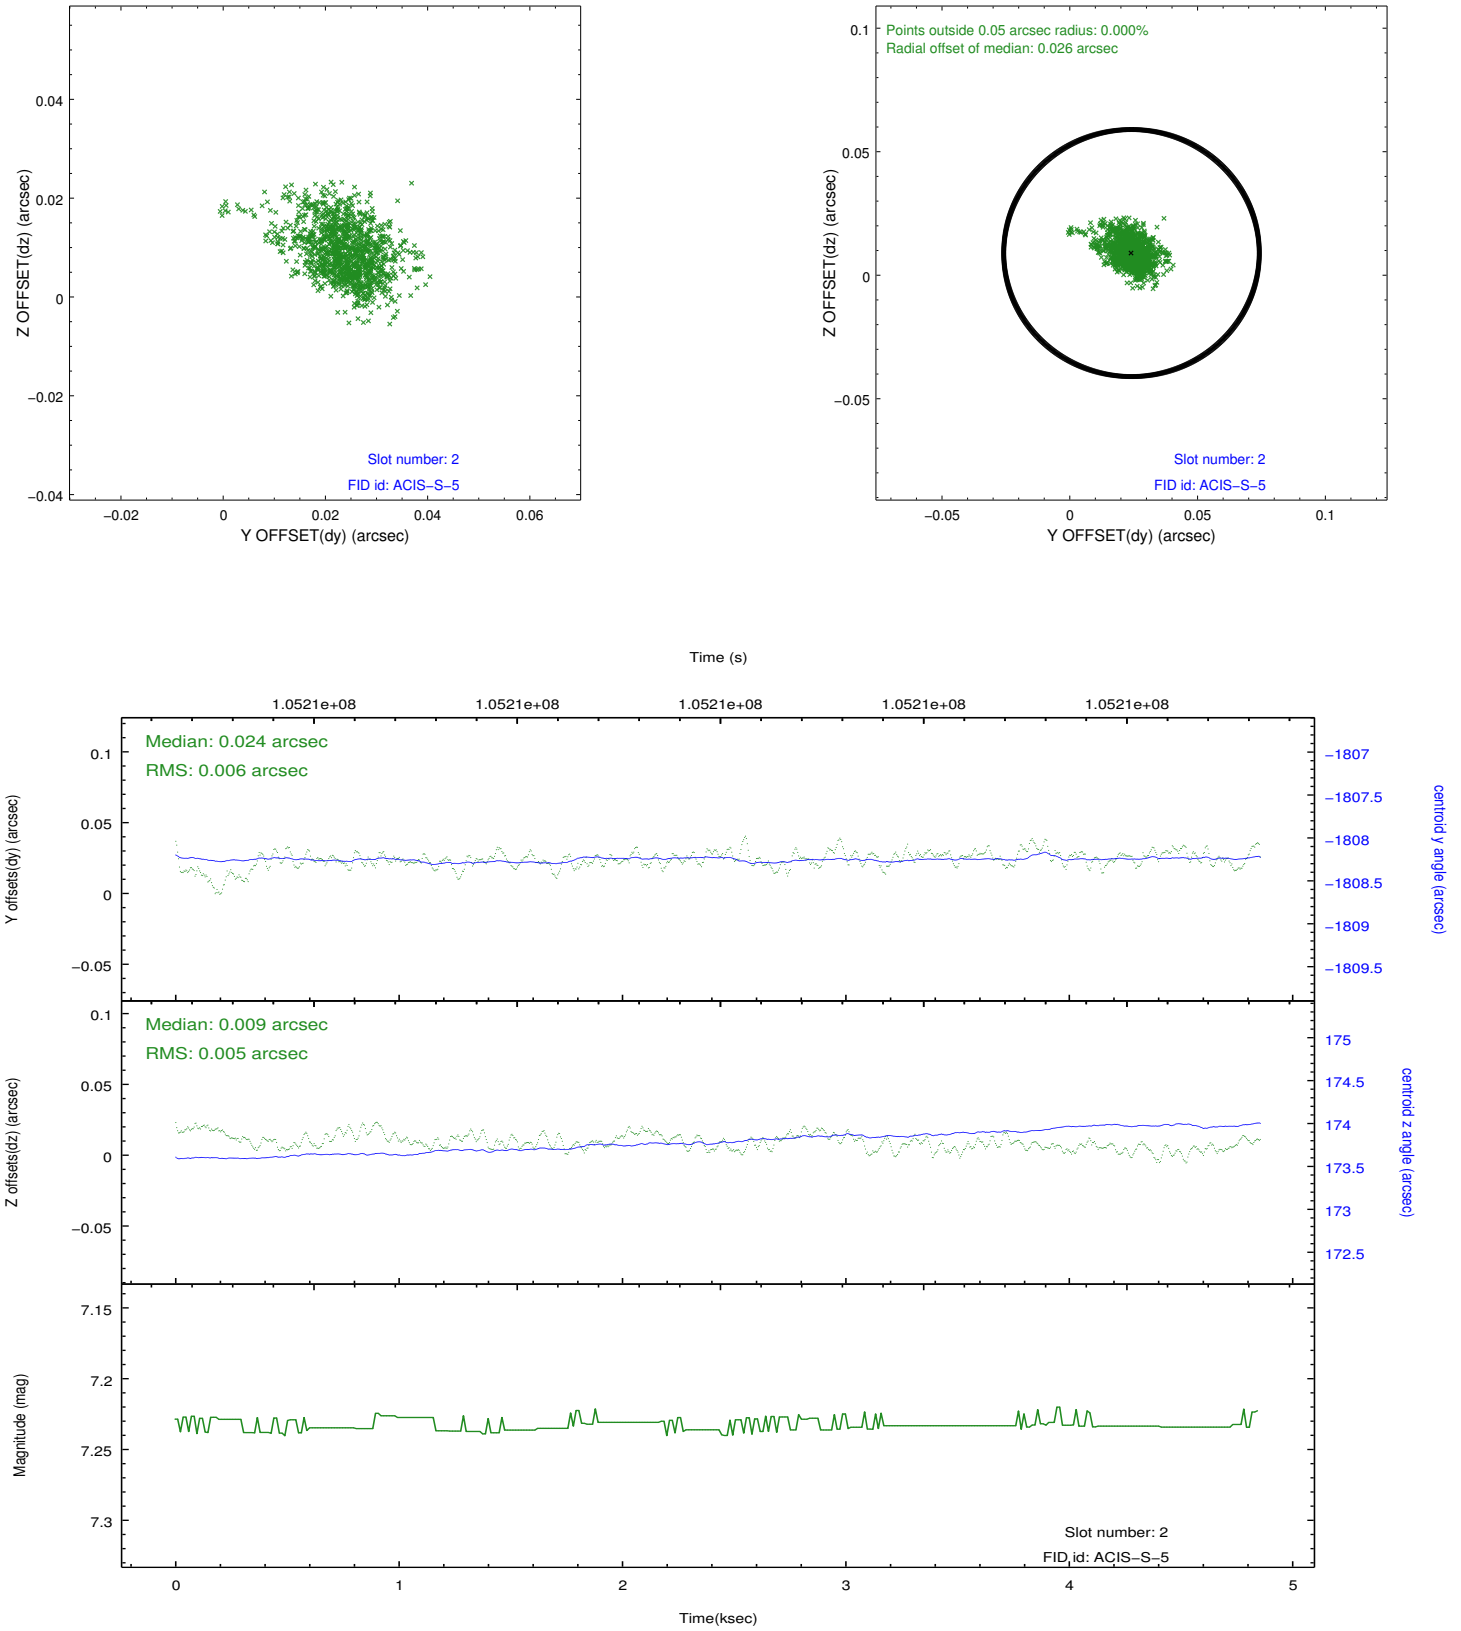 0.04
0.02
0
−0.02
−0.04
Z OFFSET(dz) (arcsec)
Slot number: 2
FID id: ACIS−S−5
−0.02
0
0.02
0.04
0.06
Y OFFSET(dy) (arcsec)
Points outside 0.05 arcsec radius: 0.000%
Radial offset of median: 0.026 arcsec
0.1
0.05
0
−0.05
Z OFFSET(dz) (arcsec)
Slot number: 2
FID id: ACIS−S−5
−0.05
0
0.05
0.1
Y OFFSET(dy) (arcsec)
Time (s)
1.0521e+08
1.0521e+08
1.0521e+08
1.0521e+08
1.0521e+08
Median: 0.024 arcsec
RMS: 0.006 arcsec
0.1
0.05
0
−0.05
Y offsets(dy) (arcsec)
−1807
−1807.5
−1808
−1808.5
−1809
−1809.5
centroid y angle (arcsec)
Median: 0.009 arcsec
RMS: 0.005 arcsec
0.1
0.05
0
−0.05
Z offsets(dz) (arcsec)
175
174.5
174
173.5
173
172.5
centroid z angle (arcsec)
7.15
7.2
7.25
7.3
Magnitude (mag)
Slot number: 2
FID id: ACIS−S−5
0
1
2
3
4
5
Time(ksec)